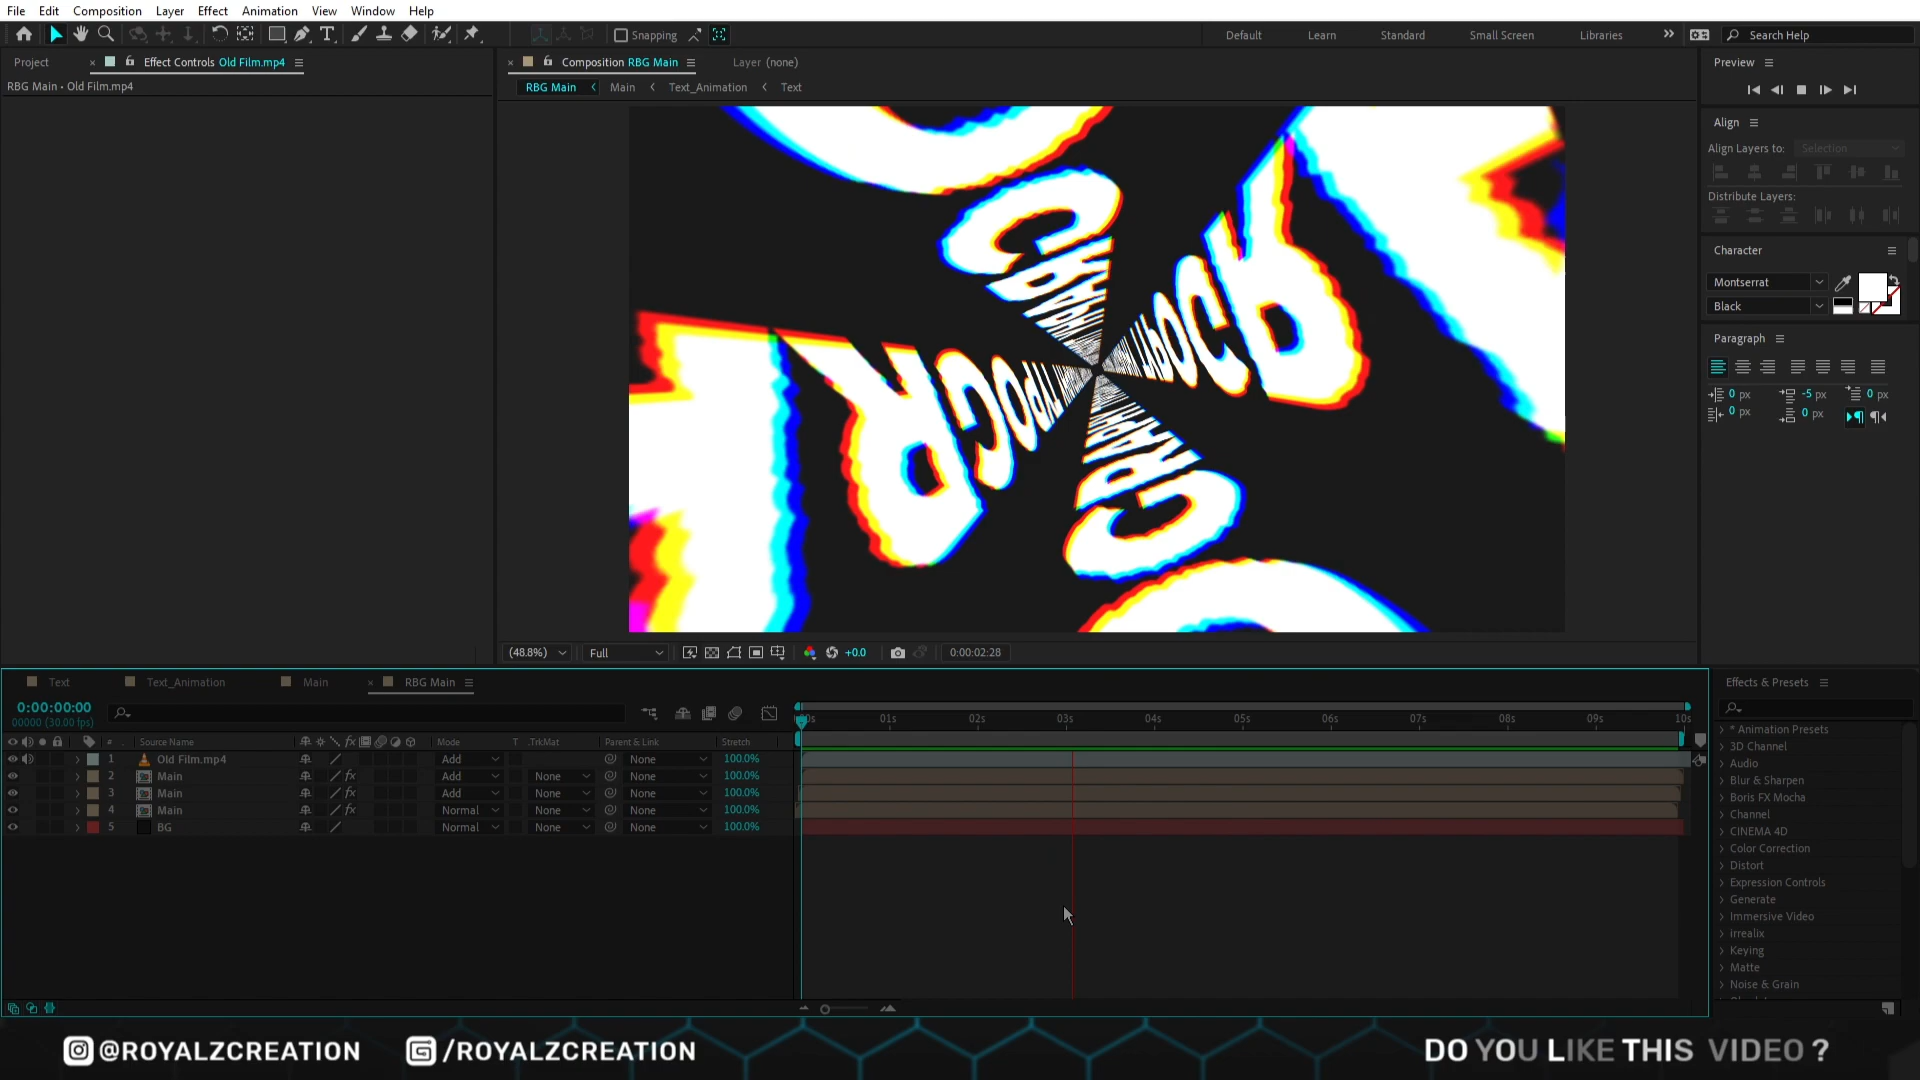 File Edit Composition Layer Effect Animation View Window Help
Snapping
Default Learn Standard Small Screen Libraries Search Help
Project Effect Controls Old Film.mp4
RBG Main • Old Film.mp4
Composition RBG Main Layer (none)
RBG Main Main Text_Animation Text
Preview
Align
Align Layers to: Selection
Distribute Layers:
Character
Montserrat
Black
Paragraph
0 px -5 px 0 px
0 px 0 px
(48.8%) Full +0.0 0:00:02:28
Text Text_Animation Main RBG Main
0:00:00:00
00000 (30.00 fps)
01s 02s 03s 04s 05s 06s 07s 08s 09s 10s
# Source Name Mode T .TrkMat Parent & Link Stretch
1 Old Film.mp4 Add None 100.0%
2 Main Add None None 100.0%
3 Main Add None None 100.0%
4 Main Normal None None 100.0%
5 BG Normal None None 100.0%
Effects & Presets
* Animation Presets
3D Channel
Audio
Blur & Sharpen
Boris FX Mocha
Channel
CINEMA 4D
Color Correction
Distort
Expression Controls
Generate
Immersive Video
irrealix
Keying
Matte
Noise & Grain
@ROYALZCREATION /ROYALZCREATION DO YOU LIKE THIS VIDEO ?